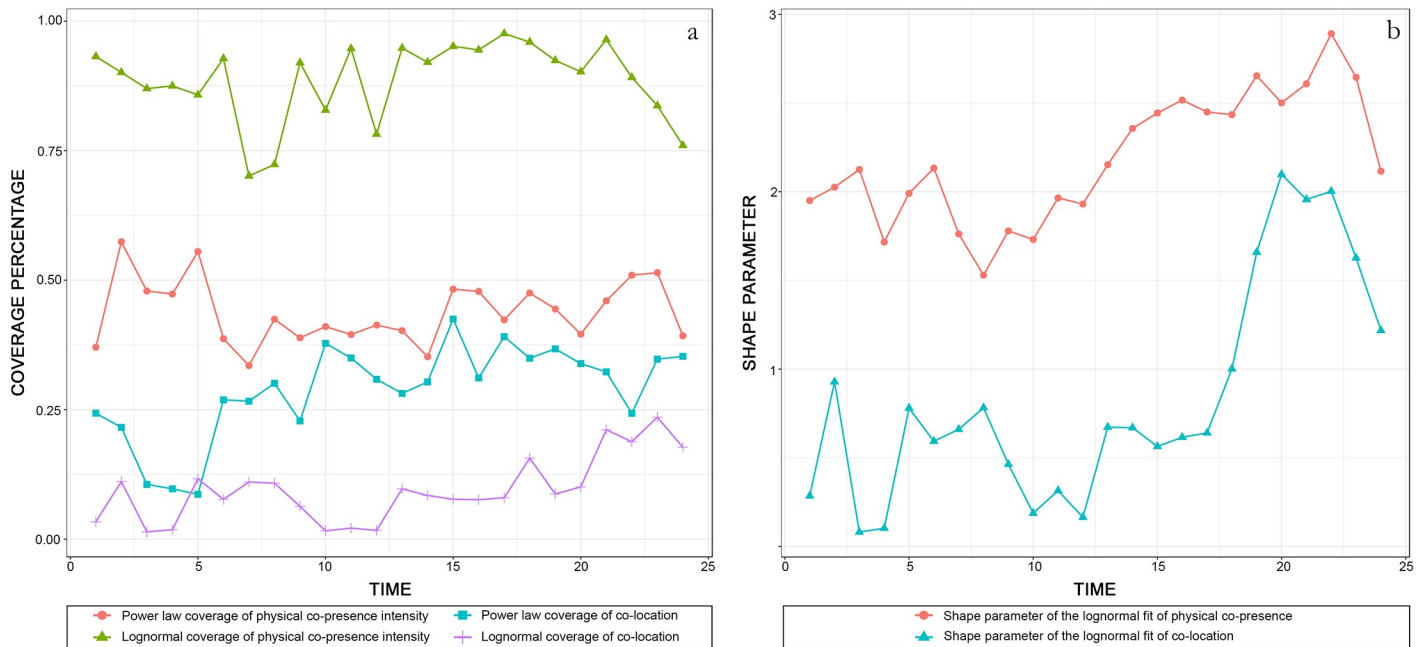 a
1.00
0.75
0.50
0.25
0.00
COVERAGE PERCENTAGE
0 5 10 15 20 25
TIME
Power law coverage of physical co-presence intensity Power law coverage of co-location
Lognormal coverage of physical co-presence intensity Lognormal coverage of co-location
b
3
2
1
SHAPE PARAMETER
0 5 10 15 20 25
TIME
Shape parameter of the lognormal fit of physical co-presence
Shape parameter of the lognormal fit of co-location